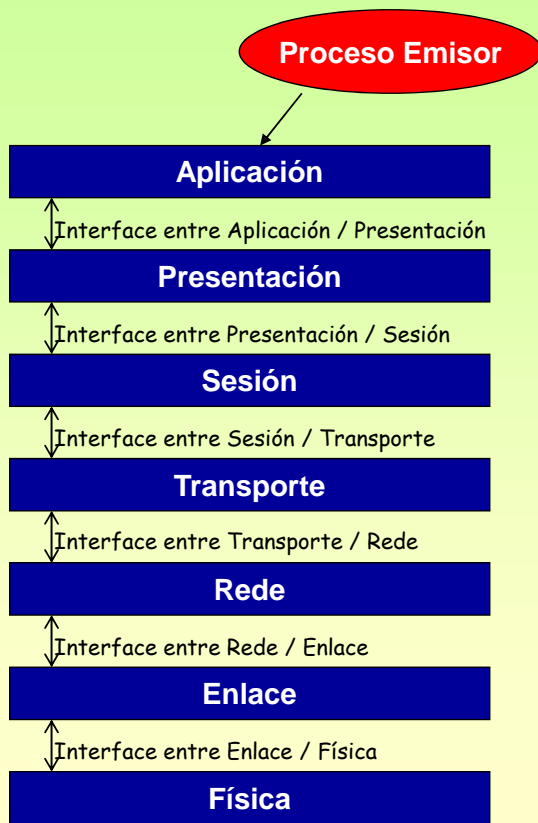 Proceso Emisor
Aplicación
Interface entre Aplicación / Presentación
Presentación
Interface entre Presentación / Sesión
Sesión
Interface entre Sesión / Transporte
Transporte
Interface entre Transporte / Rede
Rede
Interface entre Rede / Enlace
Enlace
Interface entre Enlace / Física
Física